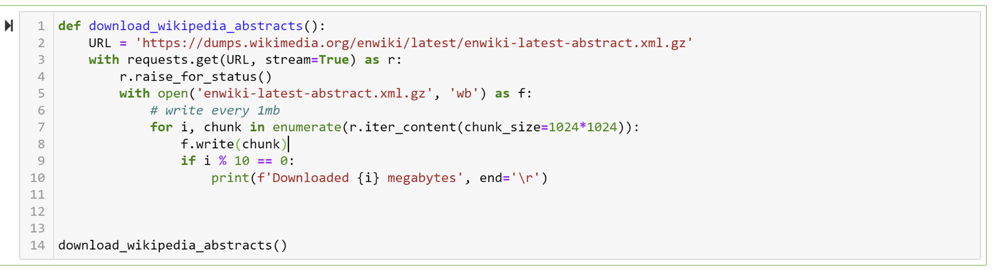 1 def download_wikipedia_abstracts():
2     URL = 'https://dumps.wikimedia.org/enwiki/latest/enwiki-latest-abstract.xml.gz'
3     with requests.get(URL, stream=True) as r:
4         r.raise_for_status()
5         with open('enwiki-latest-abstract.xml.gz', 'wb') as f:
6             # write every 1mb
7             for i, chunk in enumerate(r.iter_content(chunk_size=1024*1024)):
8                 f.write(chunk)
9                 if i % 10 == 0:
10                     print(f'Downloaded {i} megabytes', end='\r')
11
12
13
14 download_wikipedia_abstracts()